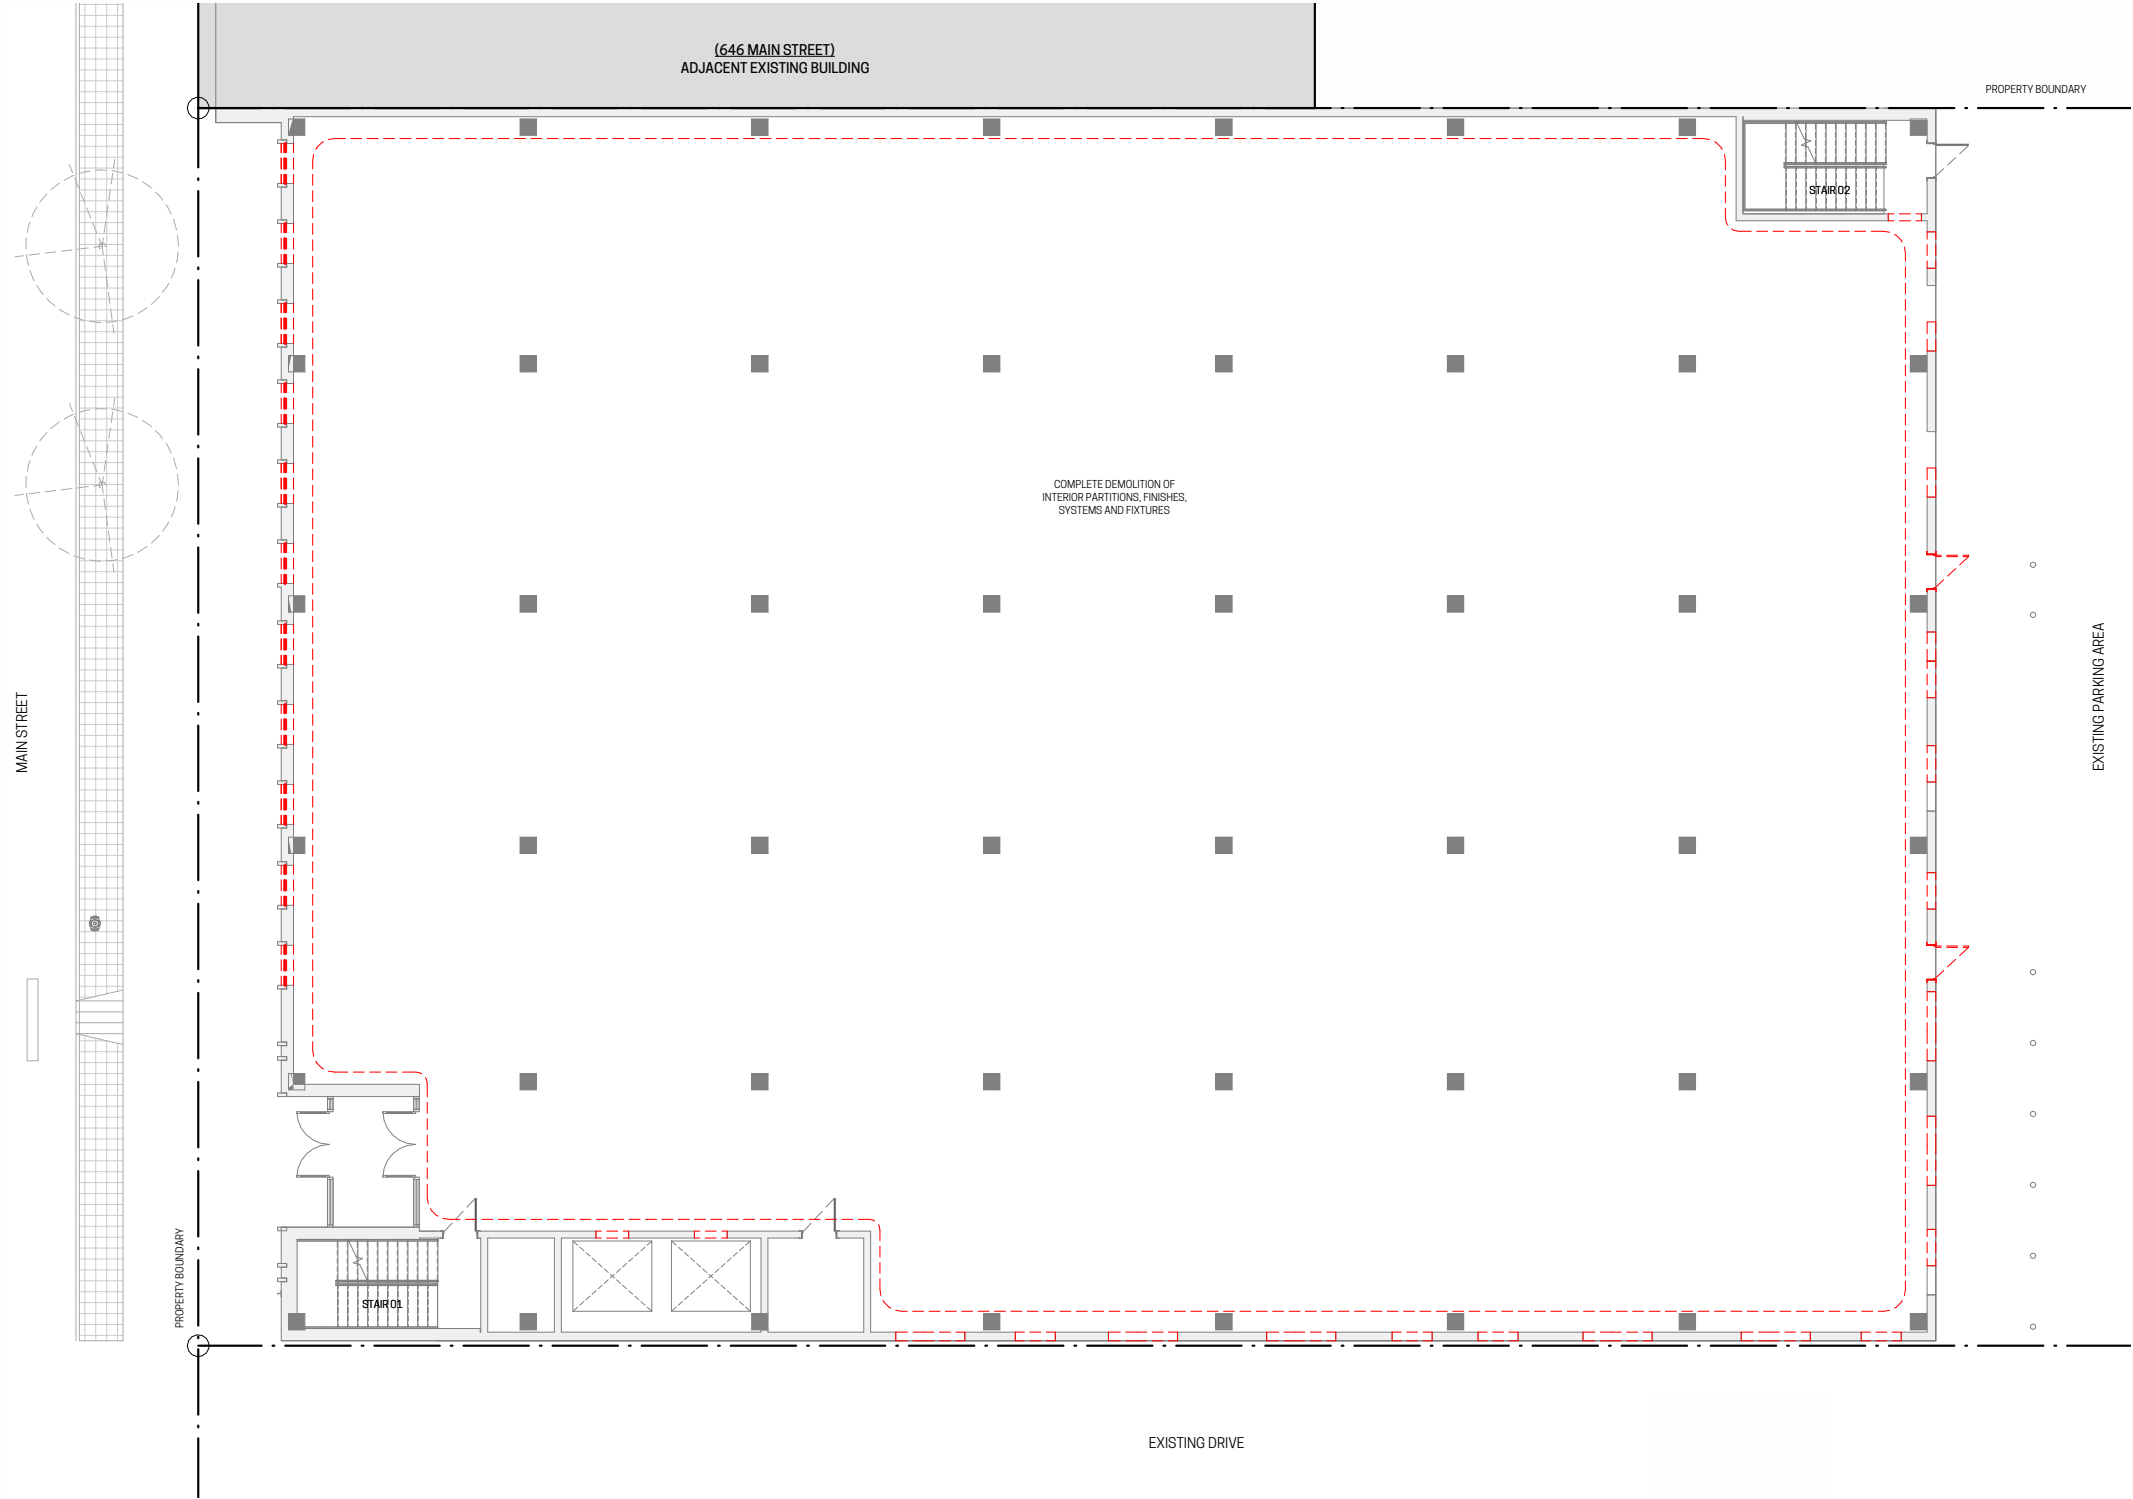 (646 MAIN STREET)
ADJACENT EXISTING BUILDING
PROPERTY BOUNDARY
STAIR 02
COMPLETE DEMOLITION OF
INTERIOR PARTITIONS, FINISHES,
SYSTEMS AND FIXTURES
MAIN STREET
EXISTING PARKING AREA
PROPERTY BOUNDARY
STAIR 01
EXISTING DRIVE